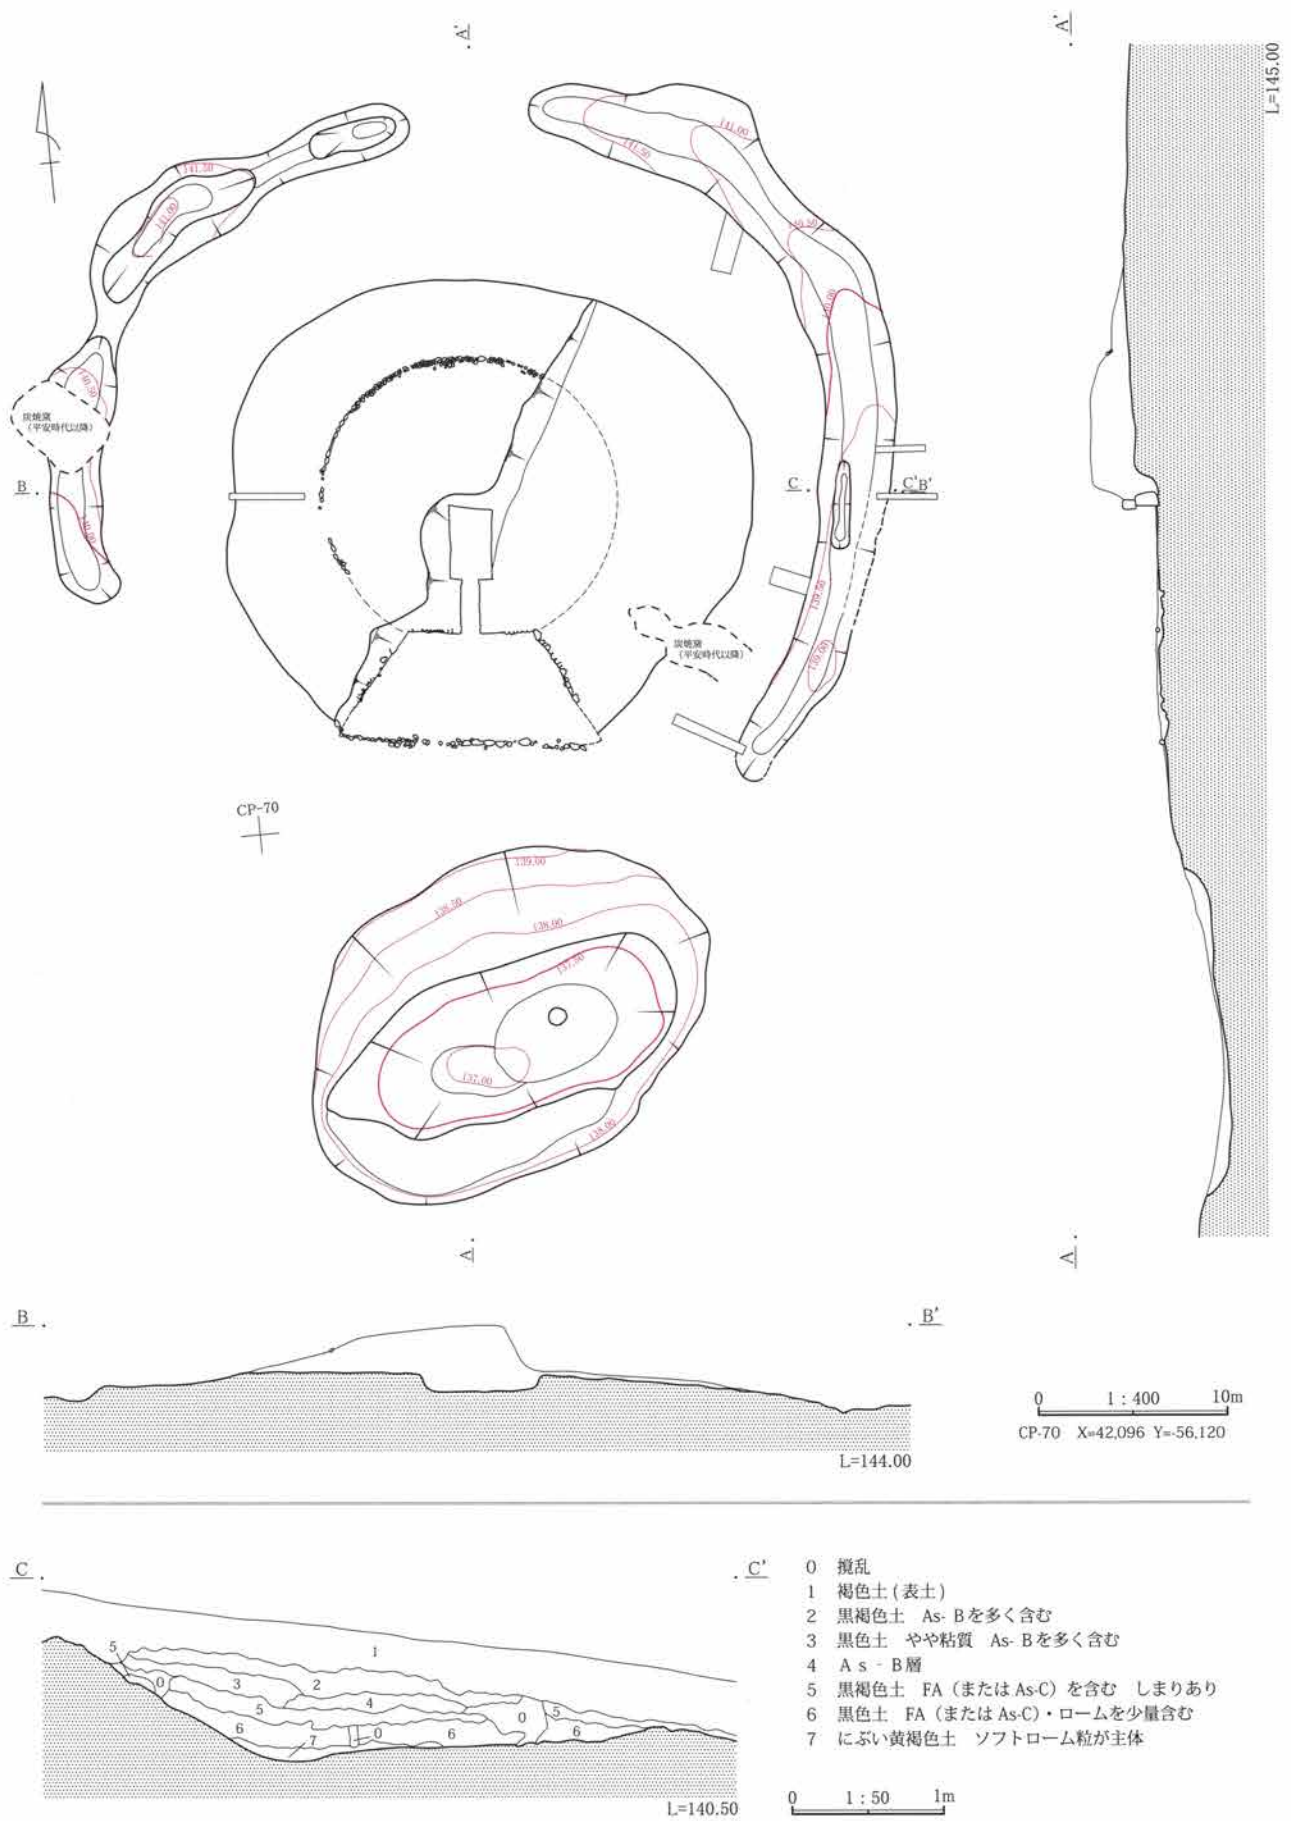 A'
A'
L=145.00
141.50
141.00
141.00
141.50
140.50
140.00
140.50
炭焼窯
(平安時代以降)
B
140.00
C
C'
B'
139.50
139.00
炭焼窯
(平安時代以降)
CP-70
139.00
138.50
138.00
137.50
137.00
138.00
A
A
B
B'
0 1:400 10m
CP-70 X=42,096 Y=-56,120
L=144.00
C
C'
0 攪乱
1 褐色土(表土)
2 黒褐色土 As-Bを多く含む
3 黒色土 やや粘質 As-Bを多く含む
4 As-B層
5 黒褐色土 FA(またはAs-C)を含む しまりあり
6 黒色土 FA(またはAs-C)・ロームを少量含む
7 にぶい黄褐色土 ソフトローム粒が主体
5
1
0
3
2
5
4
0
5
6
7
0
6
6
L=140.50
0 1:50 1m